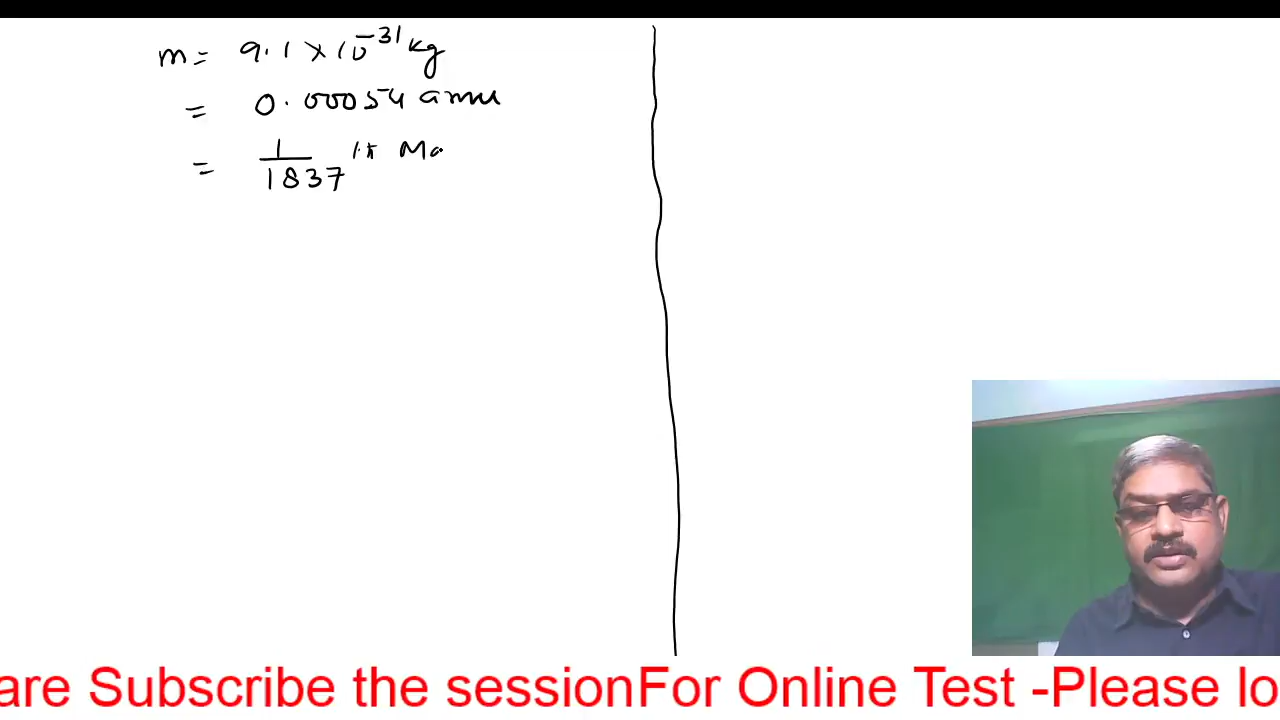 m = 9.1 × 10⁻³¹ kg
= 0.00054 amu
= 1/1837 Ma
are Subscribe the sessionFor Online Test -Please lo